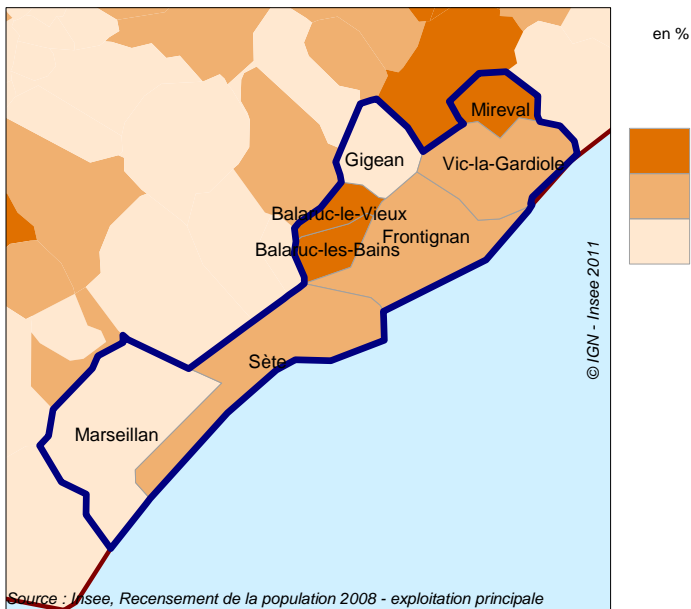 en %
Mireval
Gigean
Vic-la-Gardiole
Balaruc-le-Vieux
Frontignan
Balaruc-les-Bains
© IGN - Insee 2011
Sète
Marseillan
Source : Insee, Recensement de la population 2008 - exploitation principale